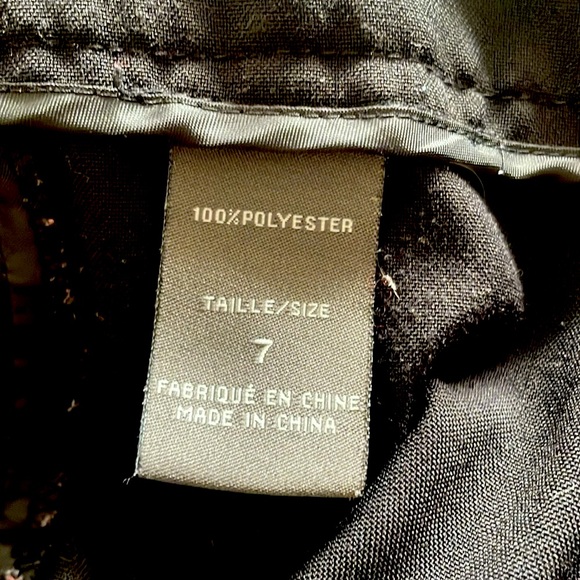 100%POLYESTER
TAILLE/SIZE
7
FABRIQUÉ EN CHINE
MADE IN CHINA